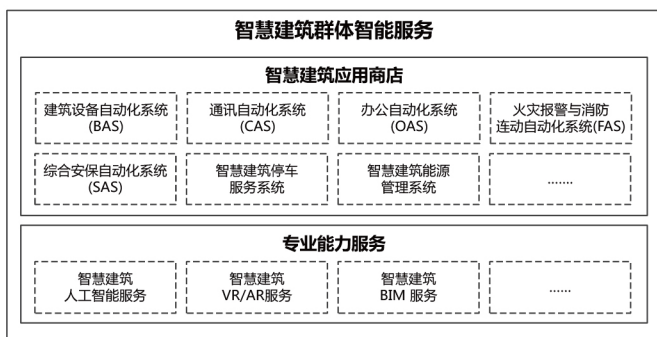 智慧建筑群体智能服务
智慧建筑应用商店
建筑设备自动化系统
(BAS)
通讯自动化系统
(CAS)
办公自动化系统
(OAS)
火灾报警与消防
连动自动化系统(FAS)
综合安保自动化系统
(SAS)
智慧建筑停车
服务系统
智慧建筑能源
管理系统
.......
专业能力服务
智慧建筑
人工智能服务
智慧建筑
VR/AR服务
智慧建筑
BIM 服务
......